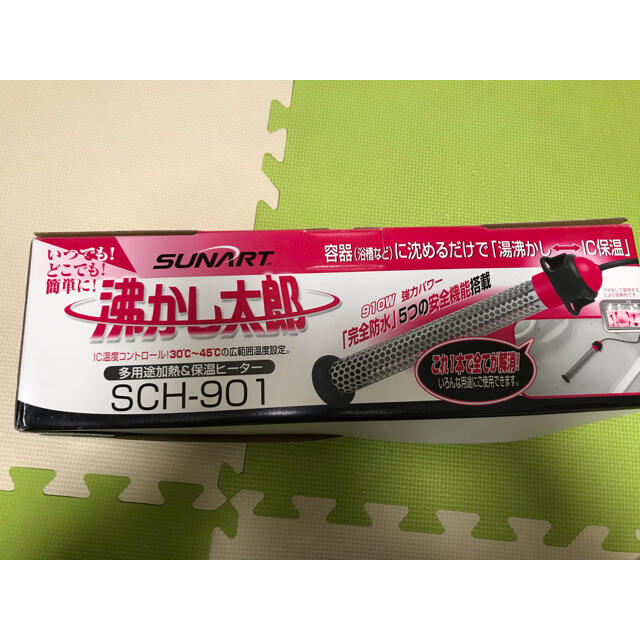 いつでも!
どこでも!
簡単に!
SUNART
沸かし太郎
IC温度コントロール!30℃〜45℃の広範囲温度設定。
多用途加熱&保温ヒーター
SCH-901
容器(浴槽など)に沈めるだけで「湯沸かし⟷IC保温」
910W 強力パワー
「完全防水」5つの安全機能搭載
これ1本で全てが解消!
いろんな用途にご使用できます。